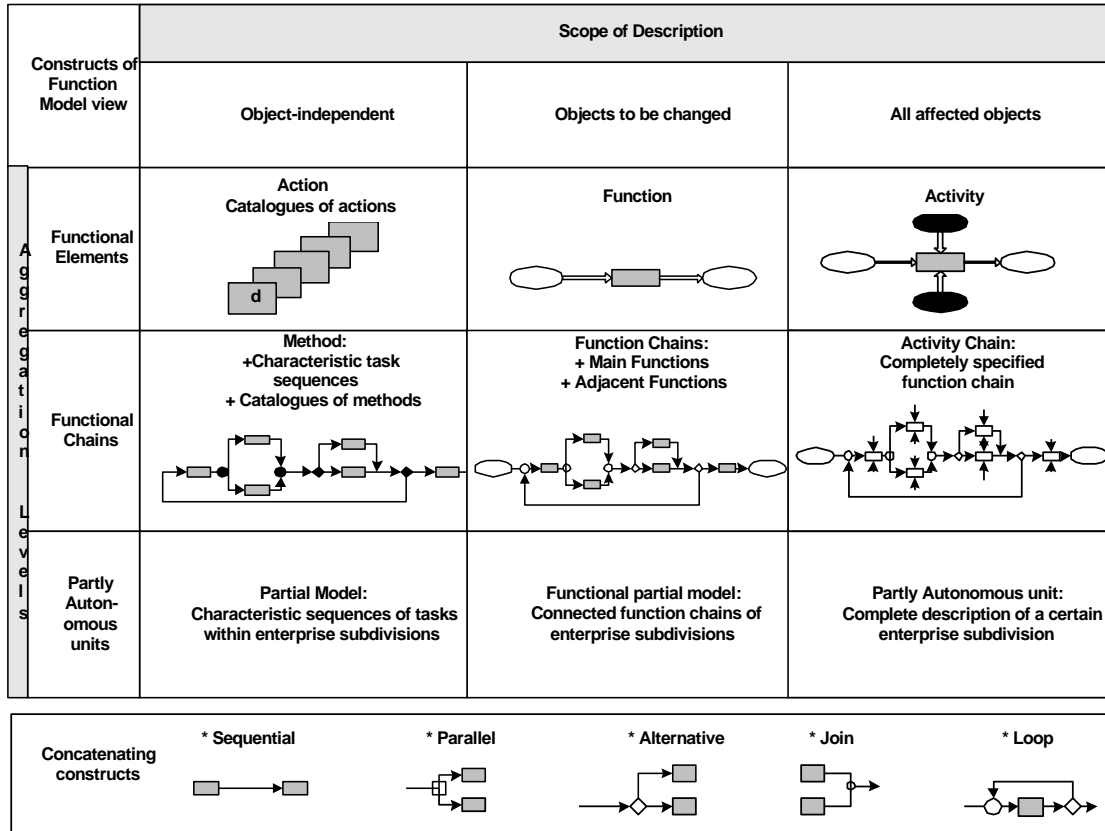 Scope of Description
Constructs of
Function
Model view
Object-independent
Objects to be changed
All affected objects
Aggregation Levels
Functional
Elements
Action
Catalogues of actions
d
Function
Activity
Functional
Chains
Method:
+Characteristic task
sequences
+ Catalogues of methods
Function Chains:
+ Main Functions
+ Adjacent Functions
Activity Chain:
Completely specified
function chain
Partly
Auton-
omous
units
Partial Model:
Characteristic sequences of tasks
within enterprise subdivisions
Functional partial model:
Connected function chains of
enterprise subdivisions
Partly Autonomous unit:
Complete description of a certain
enterprise subdivision
Concatenating
constructs
* Sequential
* Parallel
* Alternative
* Join
* Loop